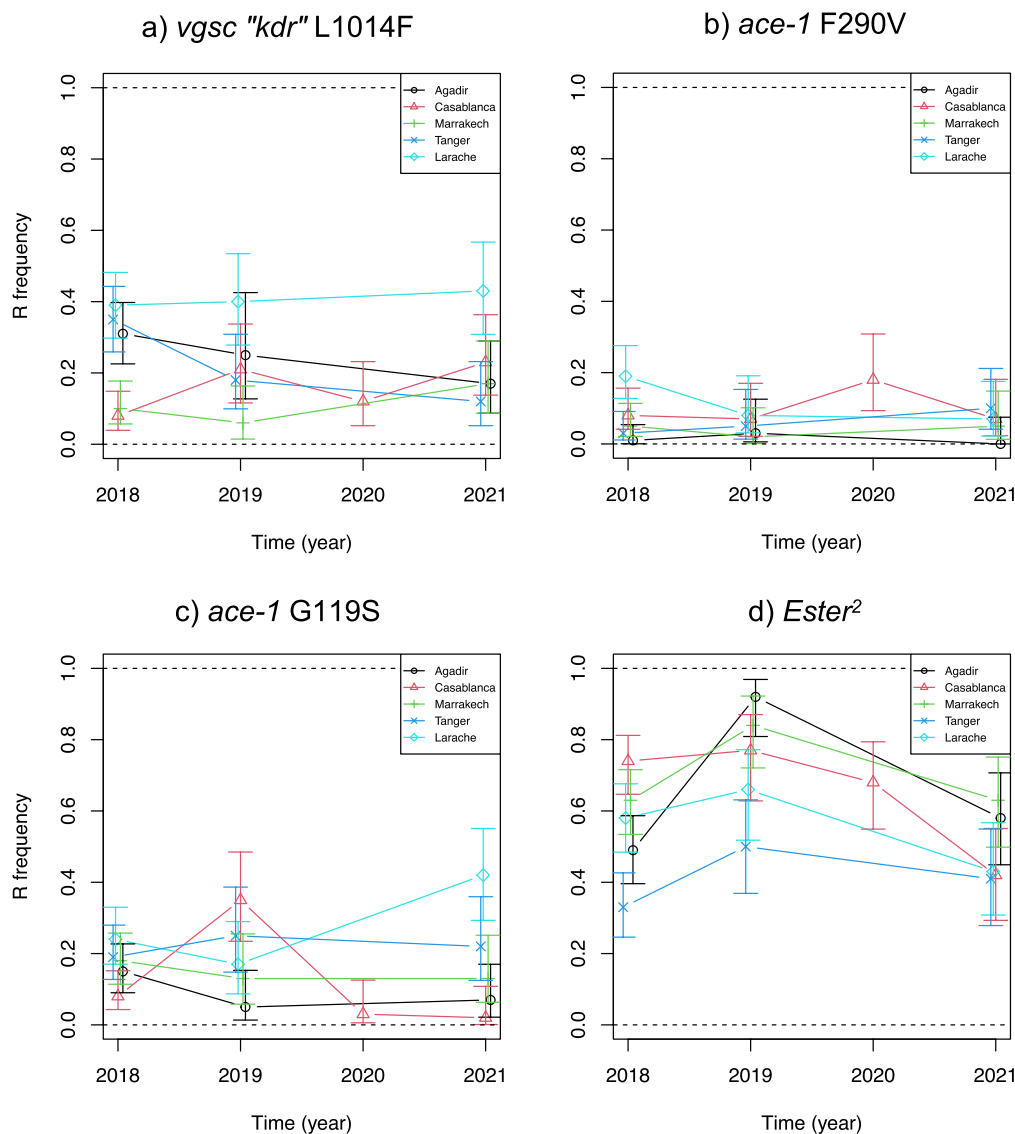 a) vgsc "kdr" L1014F
R frequency
1.0
0.8
0.6
0.4
0.2
0.0
Agadir
Casablanca
Marrakech
Tanger
Larache
2018 2019 2020 2021
Time (year)
b) ace-1 F290V
1.0
0.8
0.6
0.4
0.2
0.0
Agadir
Casablanca
Marrakech
Tanger
Larache
2018 2019 2020 2021
Time (year)
c) ace-1 G119S
R frequency
1.0
0.8
0.6
0.4
0.2
0.0
Agadir
Casablanca
Marrakech
Tanger
Larache
2018 2019 2020 2021
Time (year)
d) Ester²
1.0
0.8
0.6
0.4
0.2
0.0
Agadir
Casablanca
Marrakech
Tanger
Larache
2018 2019 2020 2021
Time (year)